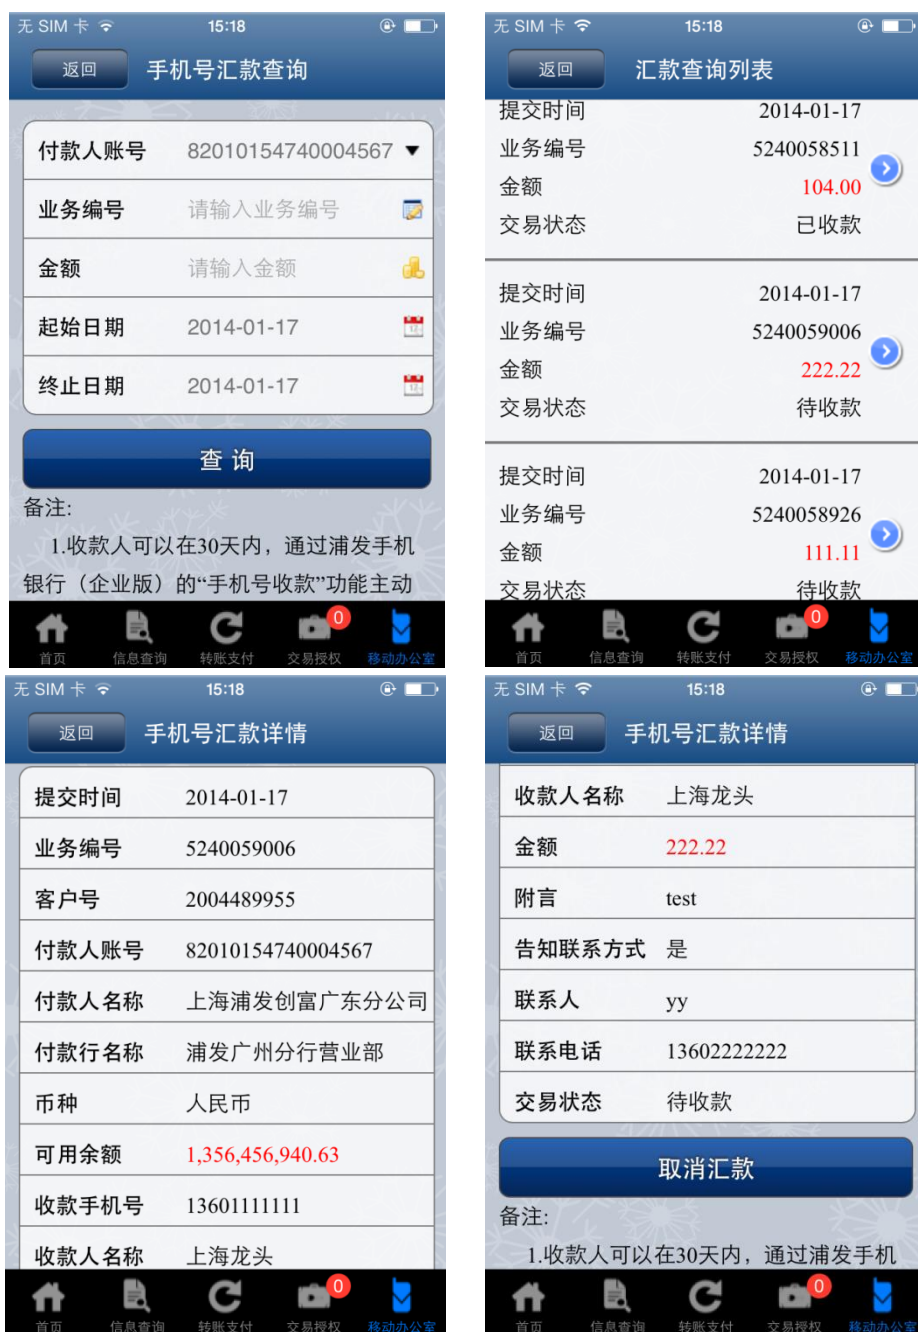 无 SIM 卡 15:18
返回 手机号汇款查询
付款人账号 82010154740004567
业务编号 请输入业务编号
金额 请输入金额
起始日期 2014-01-17
终止日期 2014-01-17
查 询
备注:
1.收款人可以在30天内，通过浦发手机
银行（企业版）的“手机号收款”功能主动
0
首页 信息查询 转账支付 交易授权 移动办公室
无 SIM 卡 15:18
返回 汇款查询列表
提交时间 2014-01-17
业务编号 5240058511
金额 104.00
交易状态 已收款
提交时间 2014-01-17
业务编号 5240059006
金额 222.22
交易状态 待收款
提交时间 2014-01-17
业务编号 5240058926
金额 111.11
交易状态 待收款
0
首页 信息查询 转账支付 交易授权 移动办公室
无 SIM 卡 15:18
返回 手机号汇款详情
提交时间 2014-01-17
业务编号 5240059006
客户号 2004489955
付款人账号 82010154740004567
付款人名称 上海浦发创富广东分公司
付款行名称 浦发广州分行营业部
币种 人民币
可用余额 1,356,456,940.63
收款手机号 13601111111
收款人名称 上海龙头
0
首页 信息查询 转账支付 交易授权 移动办公室
无 SIM 卡 15:18
返回 手机号汇款详情
收款人名称 上海龙头
金额 222.22
附言 test
告知联系方式 是
联系人 yy
联系电话 13602222222
交易状态 待收款
取消汇款
备注:
1.收款人可以在30天内，通过浦发手机
0
首页 信息查询 转账支付 交易授权 移动办公室